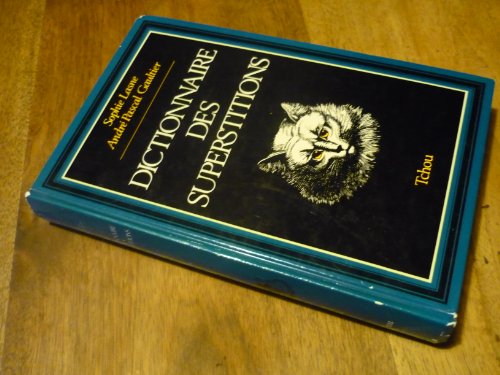 Sophie Lasne
André Pascal Gaultier
DICTIONNAIRE
DES
SUPERSTITIONS
Tchou